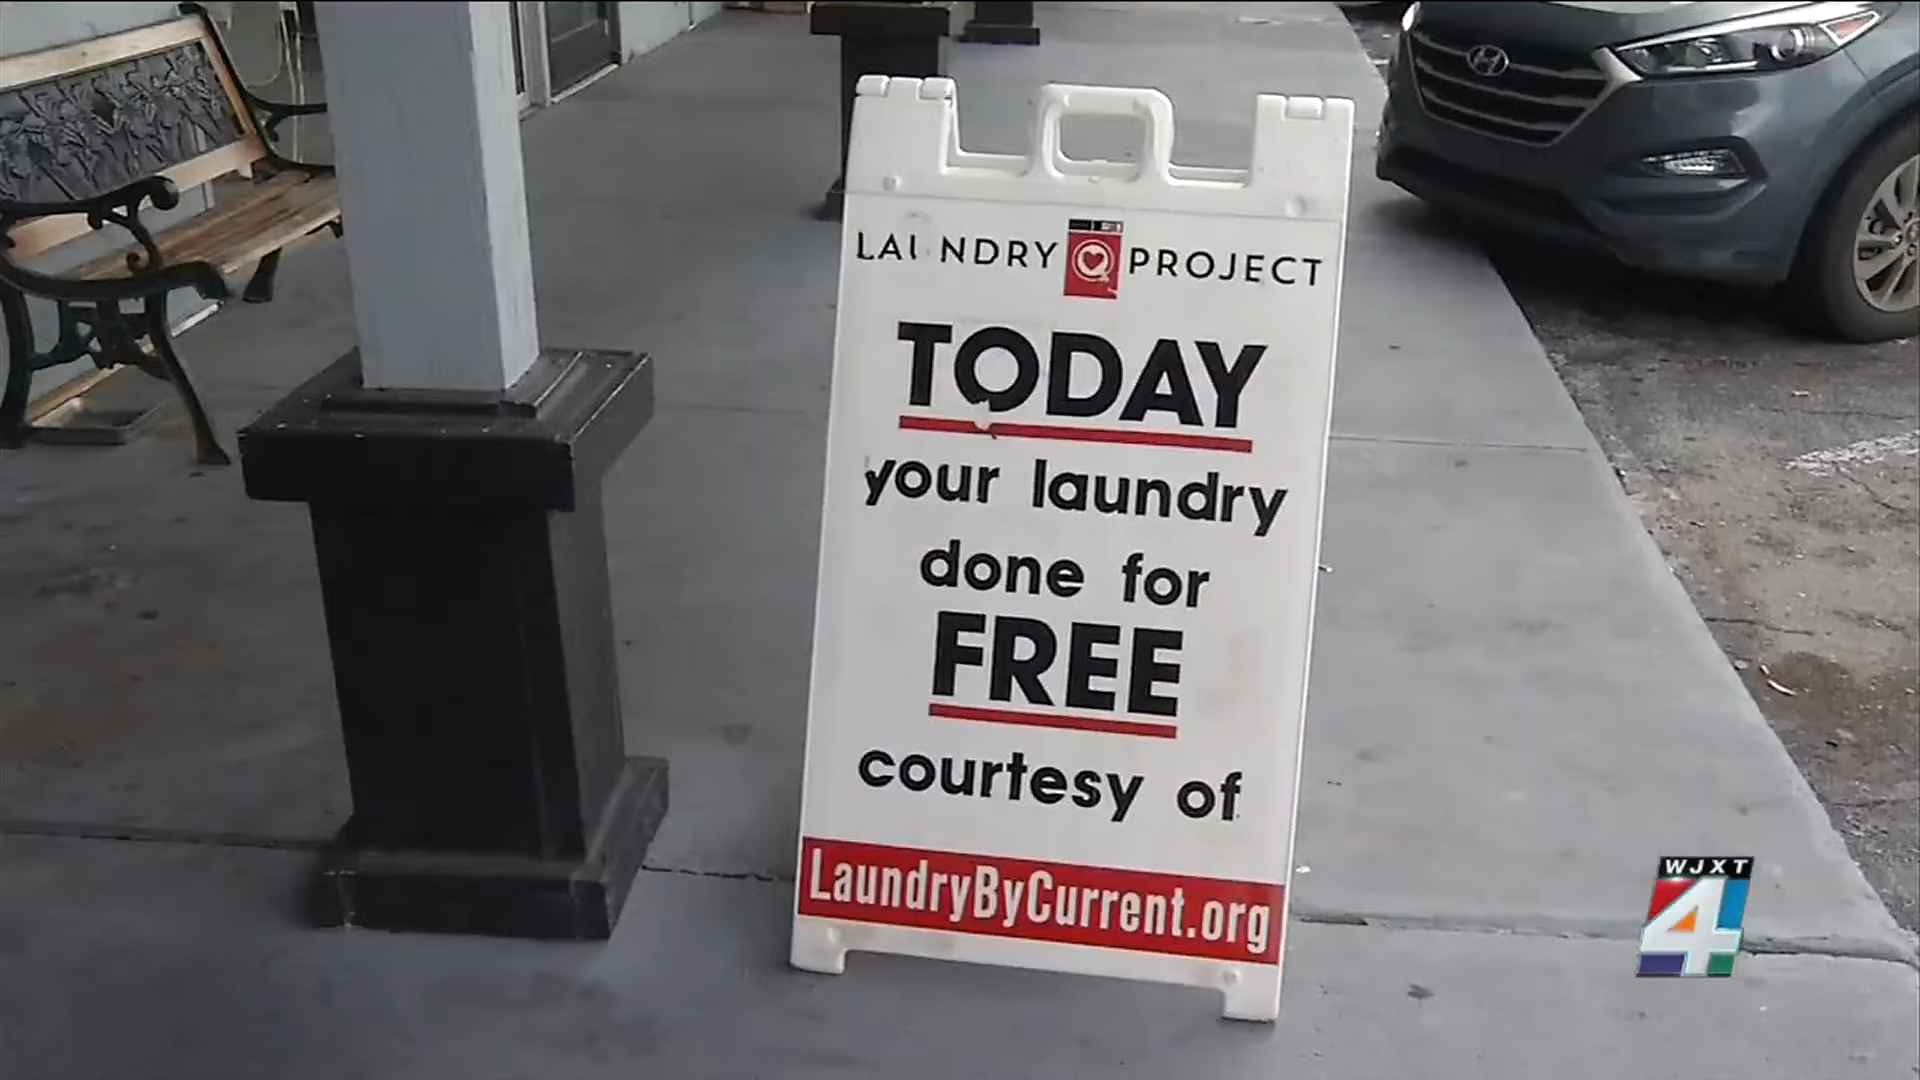 LAUNDRY PROJECT
TODAY
your laundry
done for
FREE
courtesy of
LaundryByCurrent.org
WJXT
4